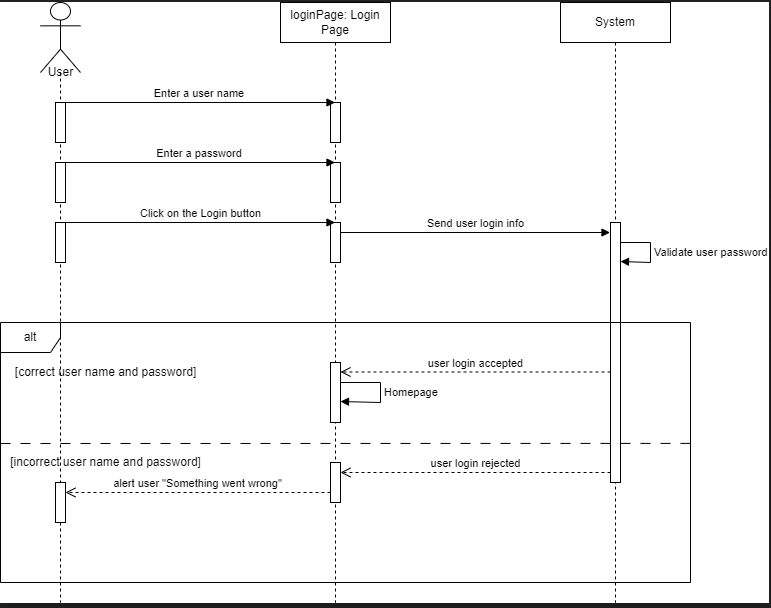 loginPage: Login
Page
System
User
Enter a user name
Enter a password
Click on the Login button
Send user login info
Validate user password
alt
user login accepted
[correct user name and password]
Homepage
[incorrect user name and password]
user login rejected
alert user "Something went wrong"